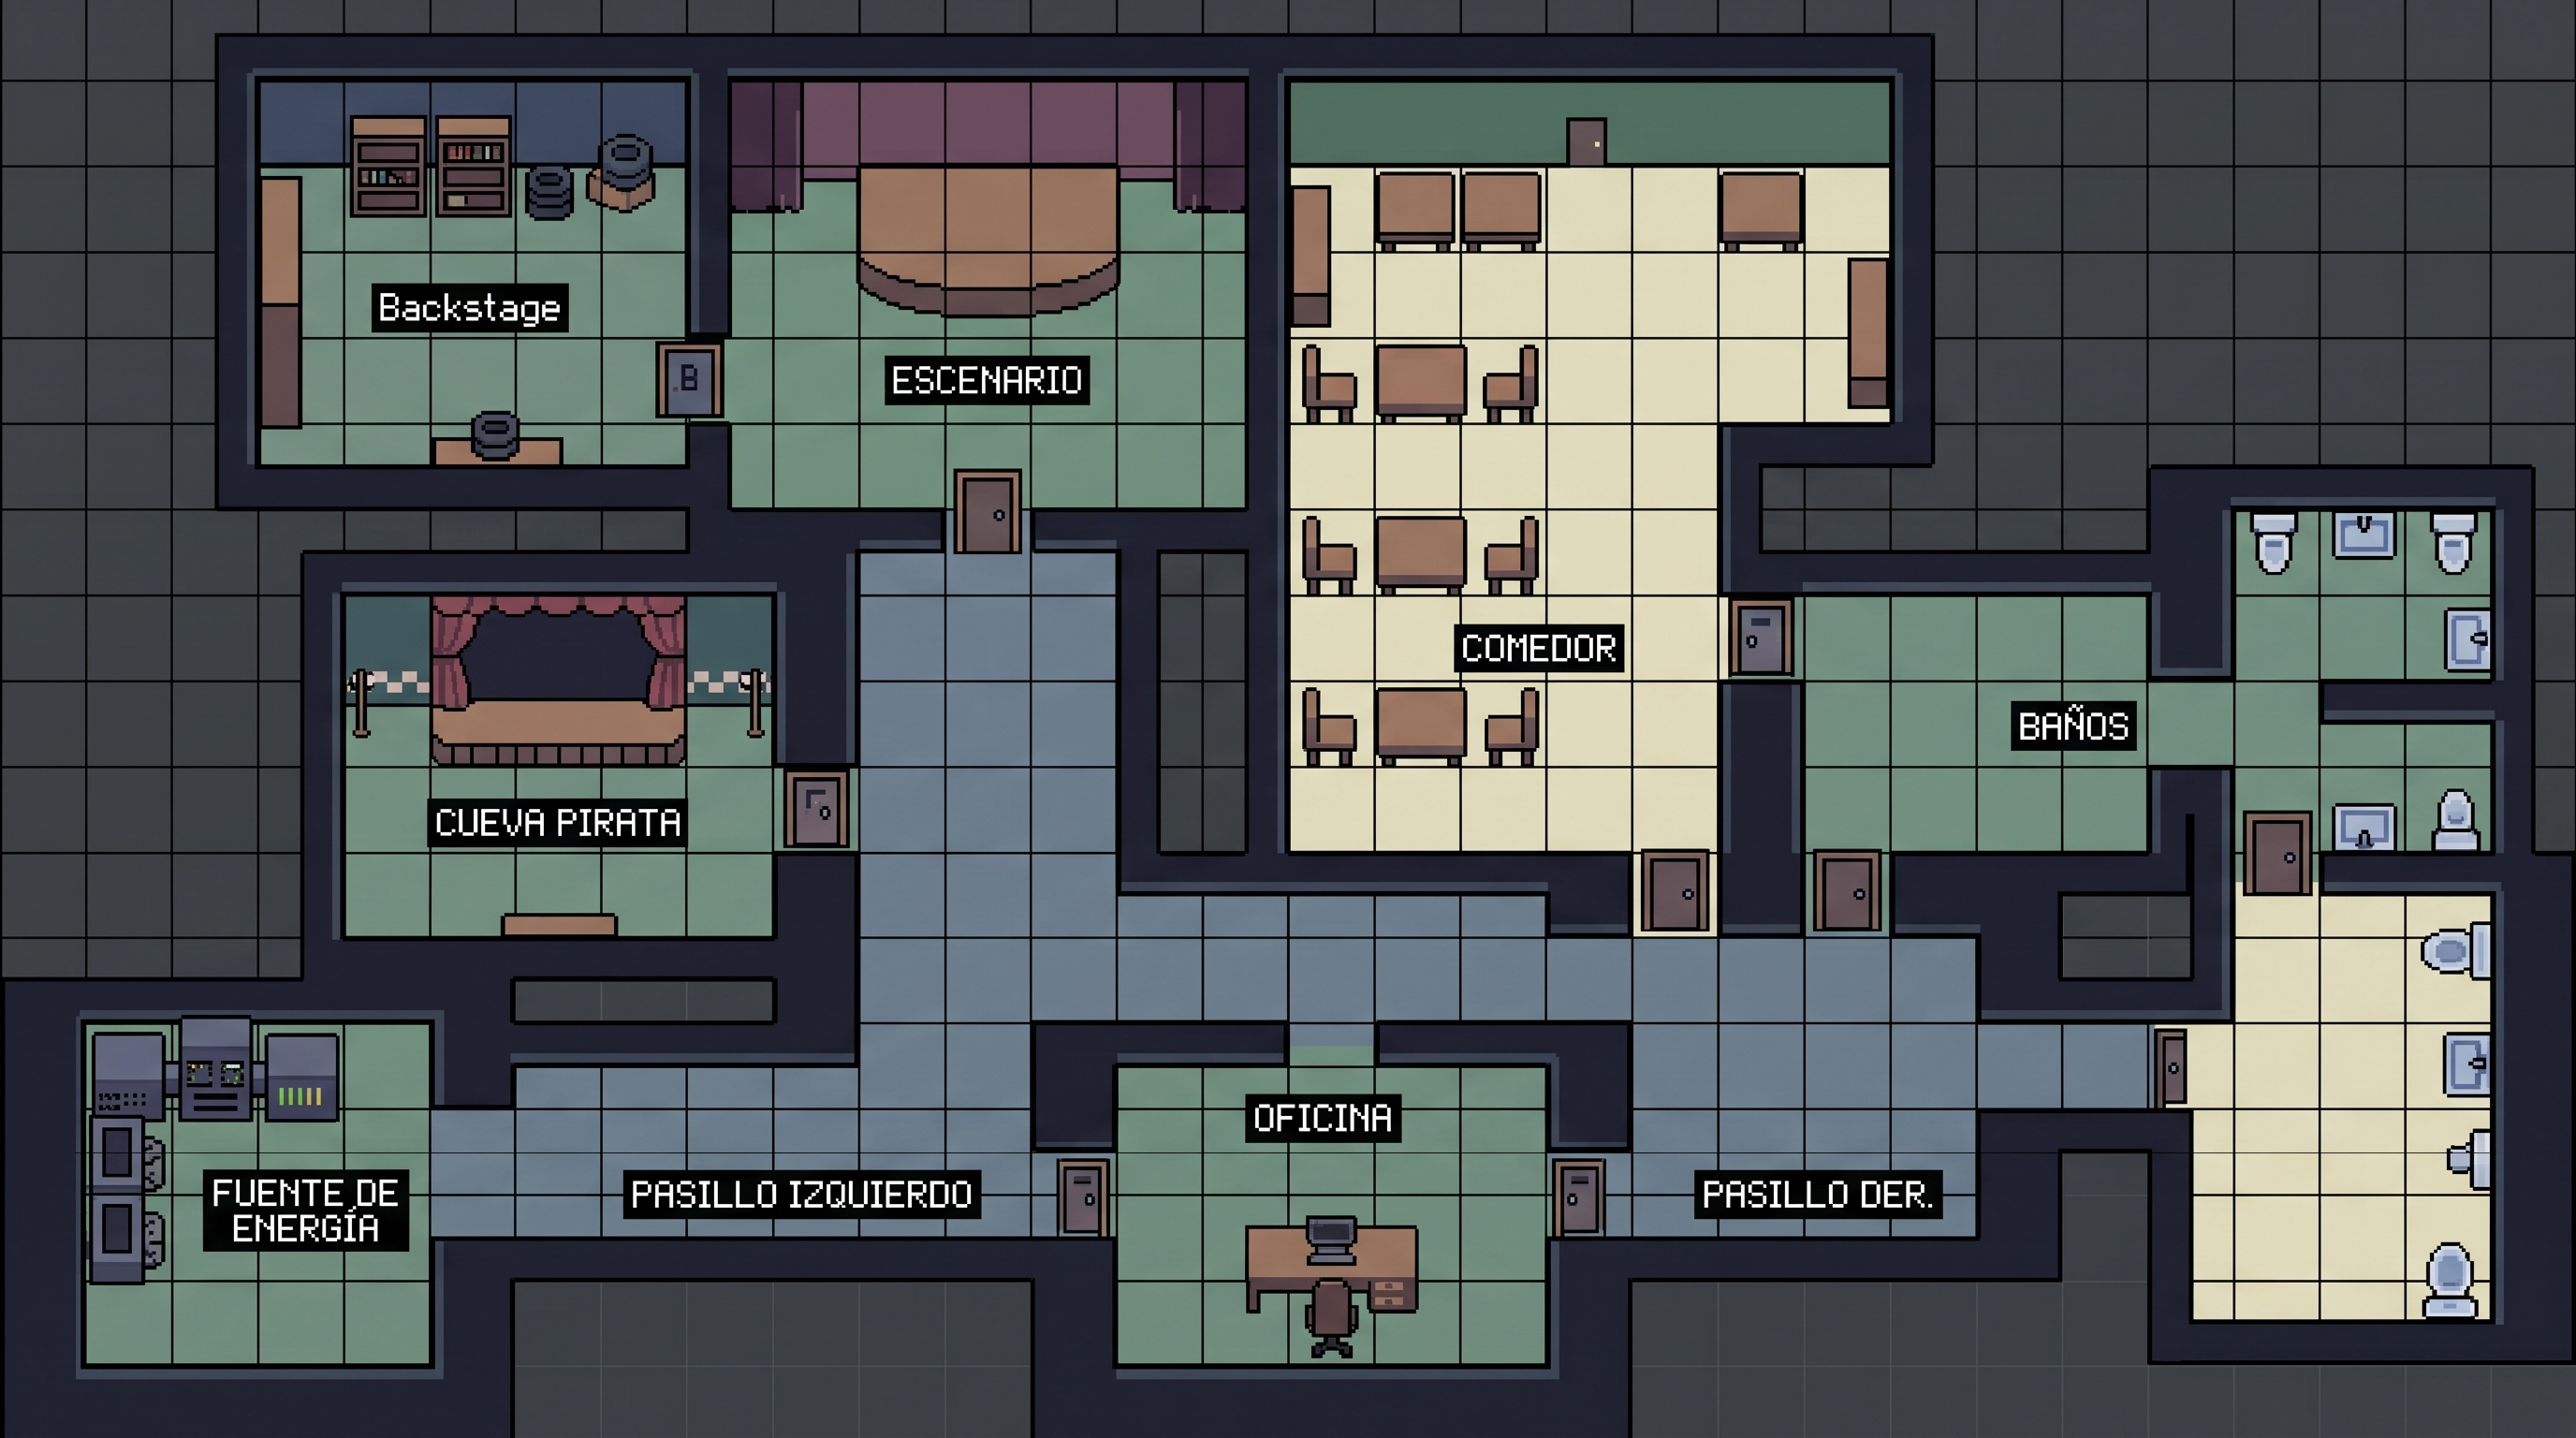 Backstage
B
ESCENARIO
COMEDOR
BAÑOS
CUEVA PIRATA
OFICINA
FUENTE DE
ENERGÍA
PASILLO IZQUIERDO
PASILLO DER.